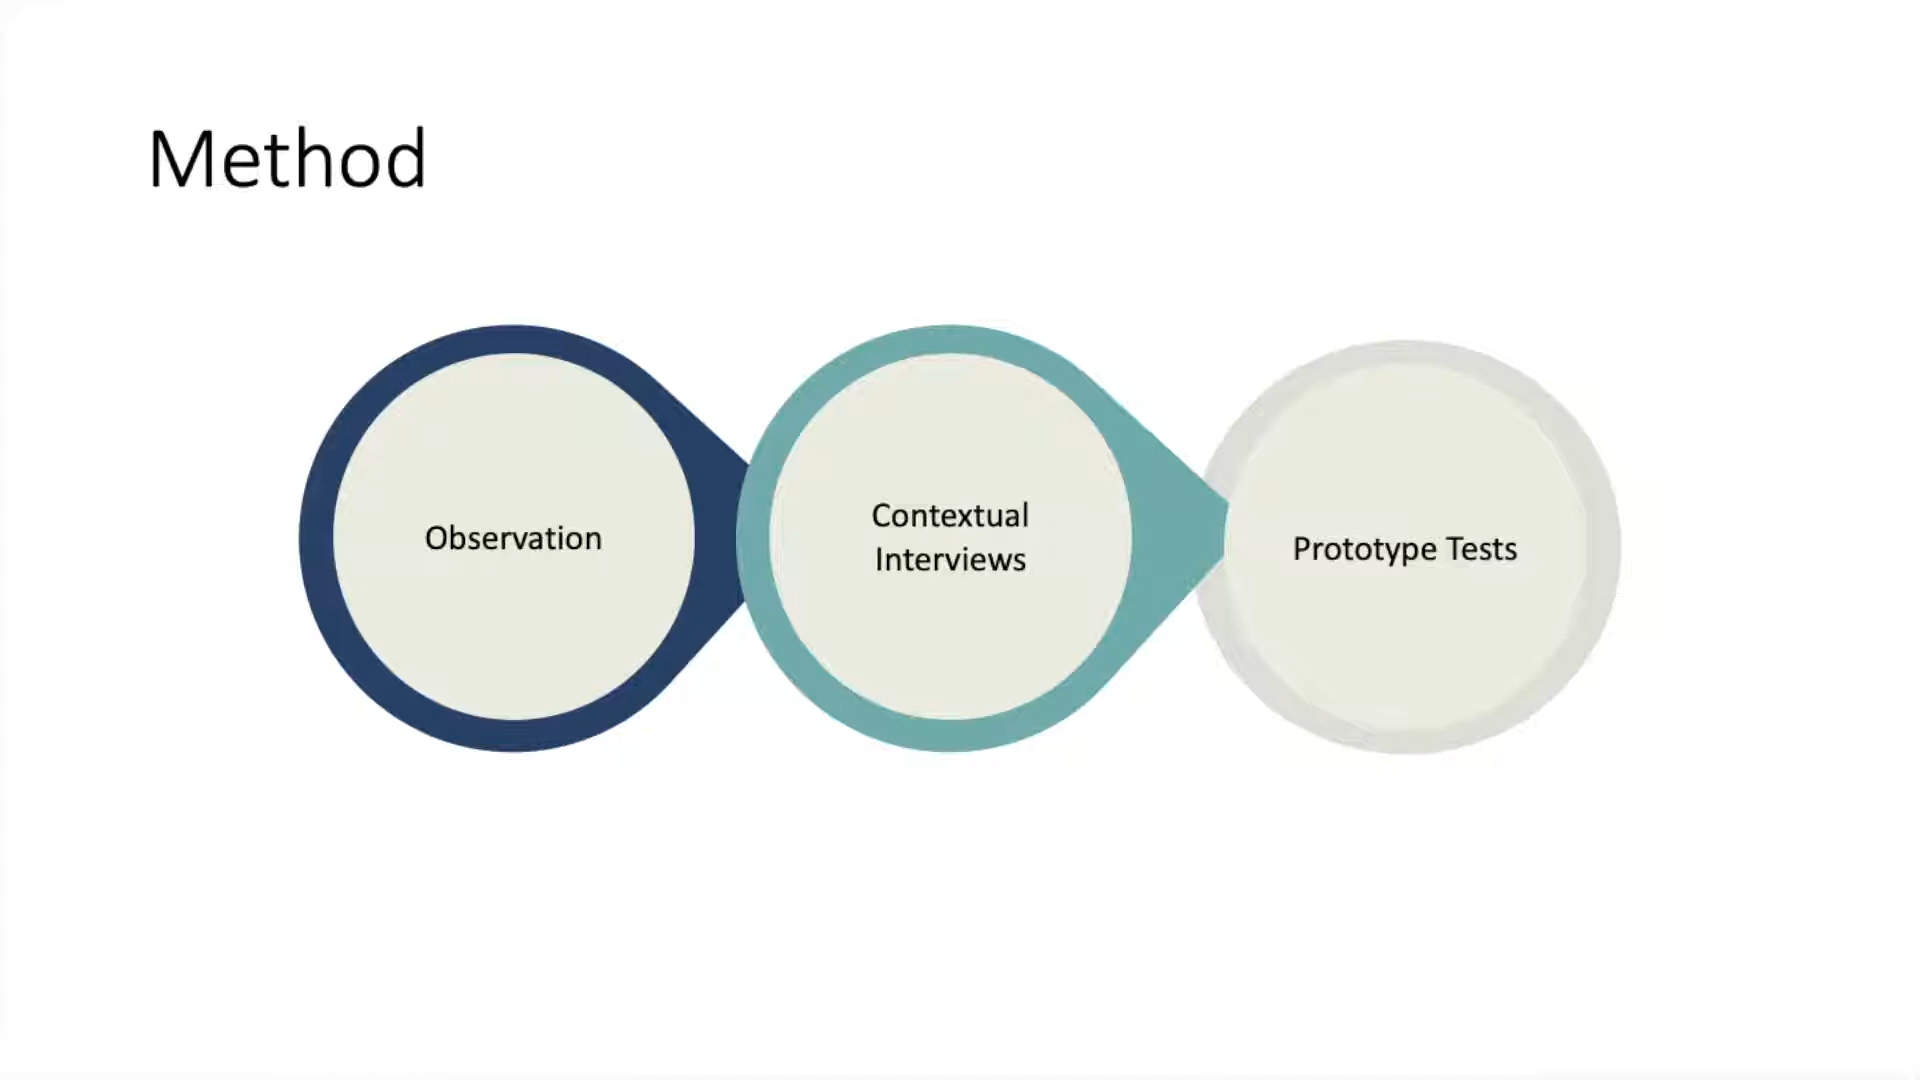 Method
Observation
Contextual
Interviews
Prototype Tests